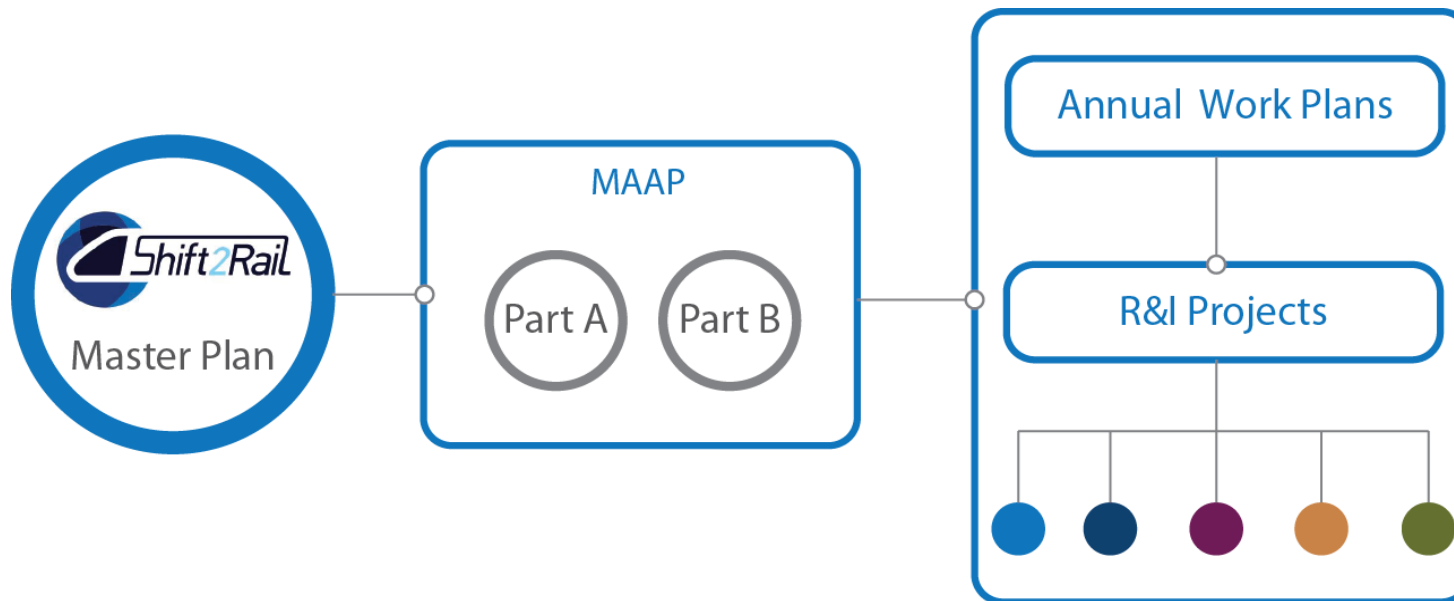 Shift2Rail
Master Plan
MAAP
Part A
Part B
Annual Work Plans
R&I Projects